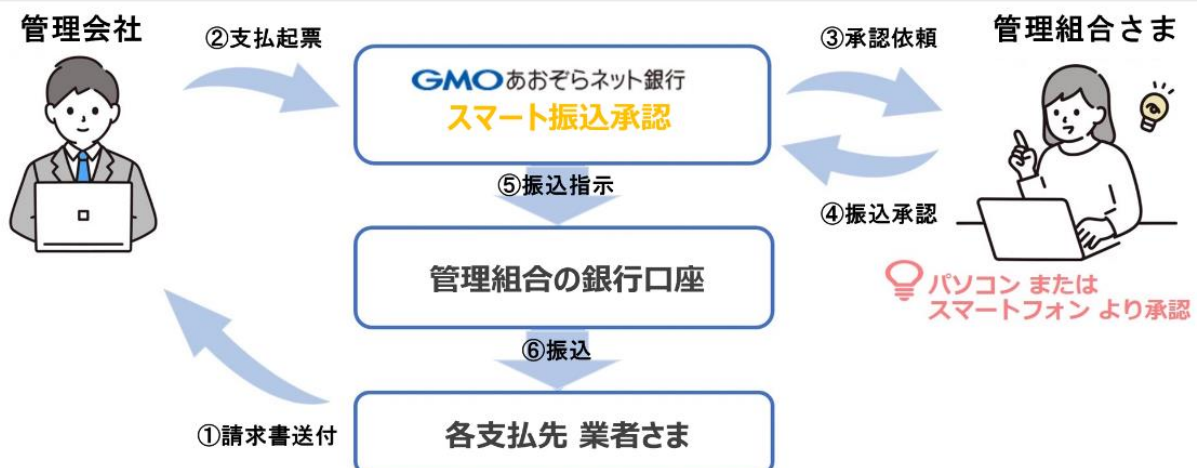 管理会社
②支払起票
③承認依頼
管理組合さま
GMOあおぞらネット銀行
スマート振込承認
⑤振込指示
④振込承認
管理組合の銀行口座
パソコン または
スマートフォン より承認
⑥振込
①請求書送付
各支払先 業者さま